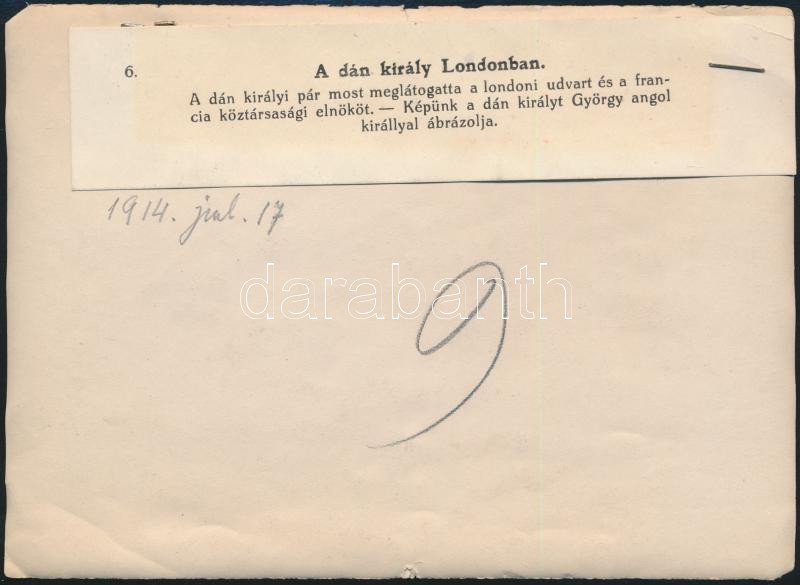 6. A dán király Londonban.
A dán királyi pár most meglátogatta a londoni udvart és a fran-
cia köztársasági elnököt. — Képünk a dán királyt György angol
királlyal ábrázolja.
1914. jul. 17
darabanth
9